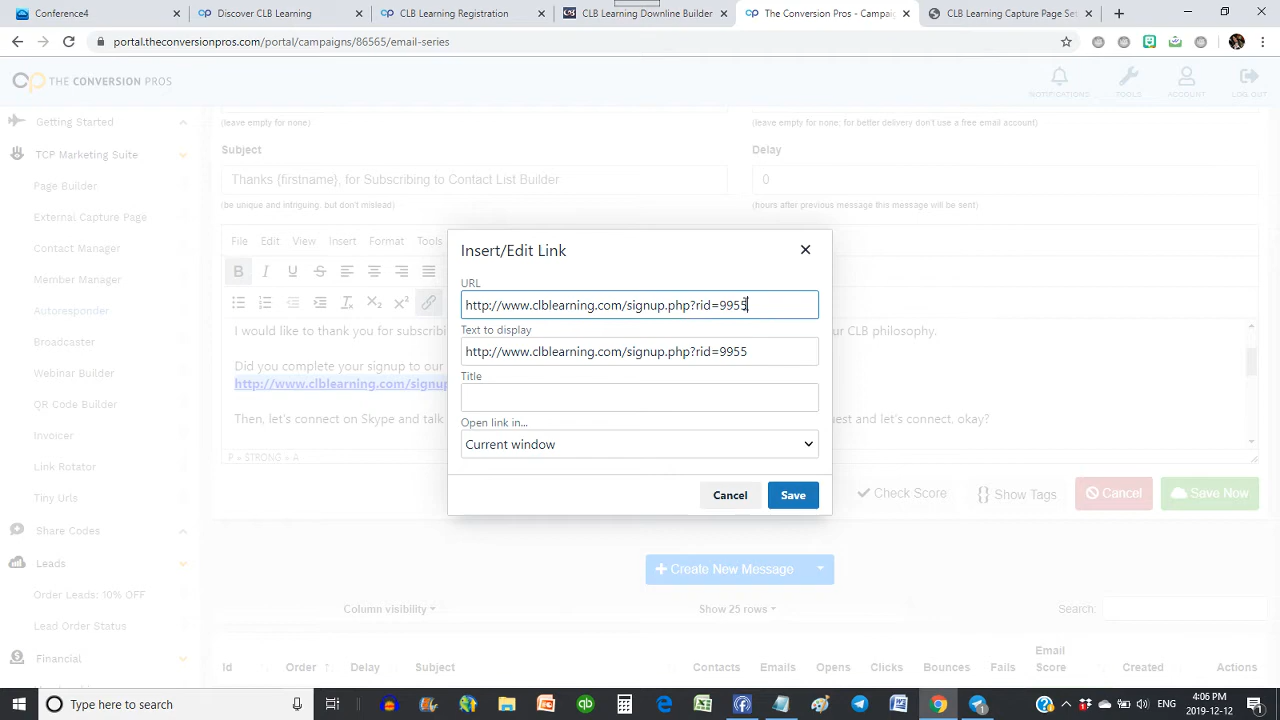 The Conversion Pros
The Conversion Pros
Registration
CLB Learning Downline Builder
The Conversion Pros - Campaign
CLB Learning Capture Page Set
portal.theconversionpros.com/portal/campaigns/86565/email-series
THE CONVERSION PROS
NOTIFICATIONS
TOOLS
ACCOUNT
LOG OUT
Getting Started
TCP Marketing Suite
Page Builder
External Capture Page
Contact Manager
Member Manager
Autoresponder
Broadcaster
Webinar Builder
QR Code Builder
Invoicer
Link Rotator
Tiny Urls
Share Codes
Leads
Order Leads: 10% OFF
Lead Order Status
Financial
(leave empty for none)
(leave empty for none; for better delivery don't use a free email account)
Subject
Delay
Thanks {firstname}, for Subscribing to Contact List Builder
0
(be unique and intriguing, but don't mislead)
(hours after previous message this message will be sent)
File Edit View Insert Format Tools
I would like to thank you for subscribi
ur CLB philosophy.
Did you complete your signup to our
http://www.clblearning.com/signup
Then, let's connect on Skype and talk
uest and let's connect, okay?
P » STRONG » A
Insert/Edit Link
URL
http://www.clblearning.com/signup.php?rid=9955
Text to display
http://www.clblearning.com/signup.php?rid=9955
Title
Open link in...
Current window
Cancel
Save
Check Score
{} Show Tags
Cancel
Save Now
Create New Message
Column visibility
Show 25 rows
Search:
Id Order Delay Subject Contacts Emails Opens Clicks Bounces Fails Email Score Created Actions
Type here to search
ENG
4:06 PM
2019-12-12